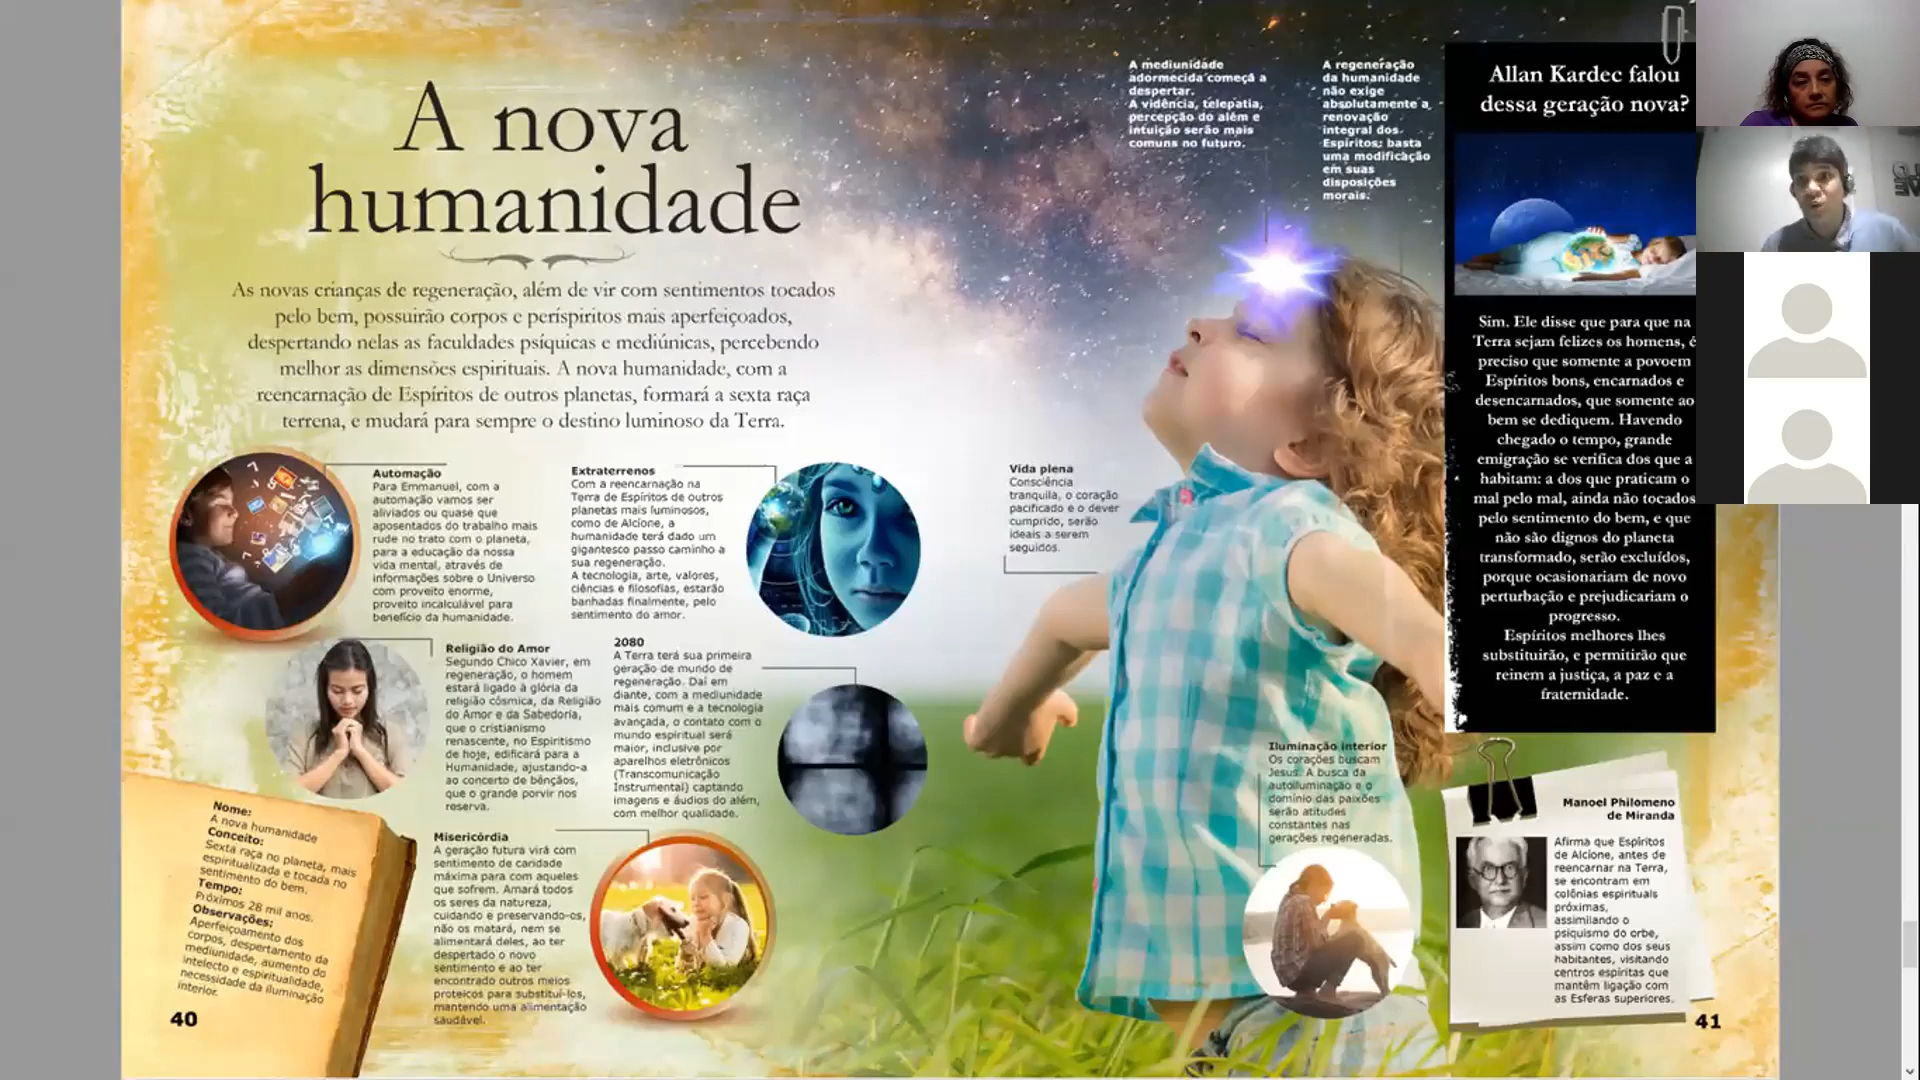 A nova
humanidade
As novas crianças de regeneração, além de vir com sentimentos tocados
pelo bem, possuirão corpos e períspiritos mais aperfeiçoados,
despertando nelas as faculdades psíquicas e mediúnicas, percebendo
melhor as dimensões espirituais. A nova humanidade, com a
reencarnação de Espíritos de outros planetas, formará a sexta raça
terrena, e mudará para sempre o destino luminoso da Terra.
Automação
Para Emmanuel, com a
automação vamos ser
aliviados ou quase que
aposentados do trabalho mais
rude no trato com o planeta,
para a educação da nossa
vida mental, através de
informações sobre o Universo
com proveito enorme,
proveito incalculável para
benefício da humanidade.
Extraterrenos
Com a reencarnação na
Terra de Espíritos de outros
planetas mais luminosos,
como de Alcíone, a
humanidade terá dado um
gigantesco passo caminho a
sua regeneração.
A tecnologia, arte, valores,
ciências e filosofias, estarão
banhadas finalmente, pelo
sentimento do amor.
Religião do Amor
Segundo Chico Xavier, em
regeneração, o homem
estará ligado à glória da
religião cósmica, da Religião
do Amor e da Sabedoria,
que o cristianismo
renascente, no Espiritismo
de hoje, edificará para a
Humanidade, ajustando-a
ao concerto de bênçãos,
que o grande porvir nos
reserva.
2080
A Terra terá sua primeira
geração de mundo de
regeneração. Daí em
diante, com a mediunidade
mais comum e a tecnologia
avançada, o contato com o
mundo espiritual será
maior, inclusive por
aparelhos eletrônicos
(Transcomunicação
Instrumental) captando
imagens e áudios do além,
com melhor qualidade.
Misericórdia
A geração futura virá com
sentimento de caridade
máxima para com aqueles
que sofrem. Amará todos
os seres da natureza,
cuidando e preservando-os,
não os matará, nem se
alimentará deles, ao ter
despertado o novo
sentimento e ao ter
encontrado outros meios
proteicos para substituí-los,
mantendo uma alimentação
saudável.
Nome:
A nova humanidade
Conceito:
Sexta raça no planeta, mais
espiritualizada e tocada no
sentimento do bem.
Tempo:
Próximos 28 mil anos.
Observações:
Aperfeiçoamento dos
corpos, despertamento da
mediunidade, aumento do
intelecto e espiritualidade,
necessidade da iluminação
interior.
40
A mediunidade
adormecida começa a
despertar.
A vidência, telepatia,
percepção do além e
intuição serão mais
comuns no futuro.
A regeneração
da humanidade
não exige
absolutamente a
renovação
integral dos
Espíritos: basta
uma modificação
em suas
disposições
morais.
Vida plena
Consciência
tranquila, o coração
pacificado e o dever
cumprido, serão
ideais a serem
seguidos.
Iluminação interior
Os corações buscam
Jesus. A busca da
autoiluminação e o
domínio das paixões
serão atitudes
constantes nas
gerações regeneradas.
Allan Kardec falou
dessa geração nova?
Sim. Ele disse que para que na
Terra sejam felizes os homens, é
preciso que somente a povoem
Espíritos bons, encarnados e
desencarnados, que somente ao
bem se dediquem. Havendo
chegado o tempo, grande
emigração se verifica dos que a
habitam: a dos que praticam o
mal pelo mal, ainda não tocados
pelo sentimento do bem, e que
não são dignos do planeta
transformado, serão excluídos,
porque ocasionariam de novo
perturbação e prejudicariam o
progresso.
Espíritos melhores lhes
substituirão, e permitirão que
reinem a justiça, a paz e a
fraternidade.
Manoel Philomeno
de Miranda
Afirma que Espíritos
de Alcíone, antes de
reencarnar na Terra,
se encontram em
colônias espirituais
próximas,
assimilando o
psiquismo do orbe,
assim como dos seus
habitantes, visitando
centros espíritas que
mantêm ligação com
as Esferas superiores.
41